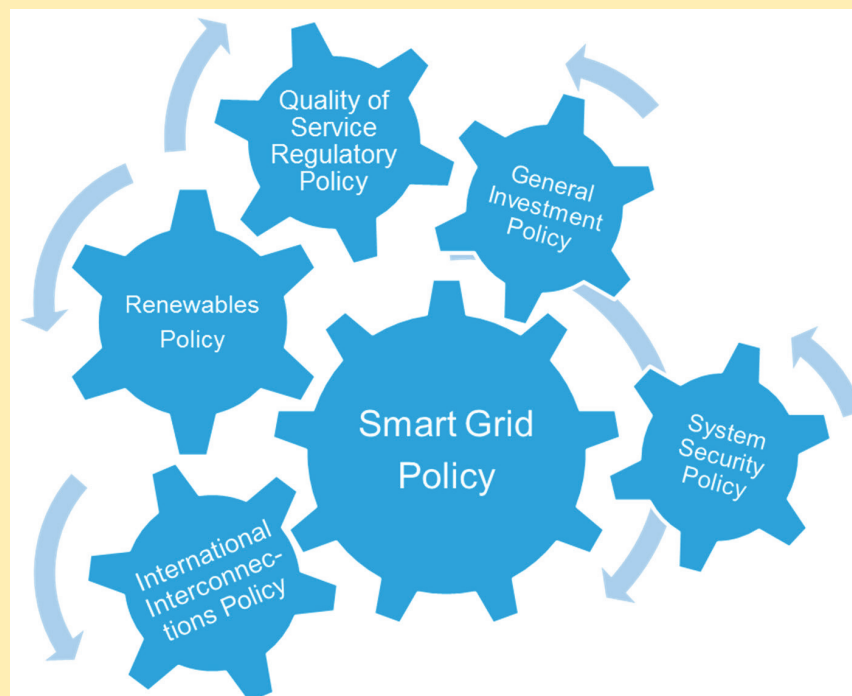 Quality of
Service
Regulatory
Policy
General
Investment
Policy
Renewables
Policy
Smart Grid
Policy
System
Security
Policy
International
Interconnec-
tions Policy